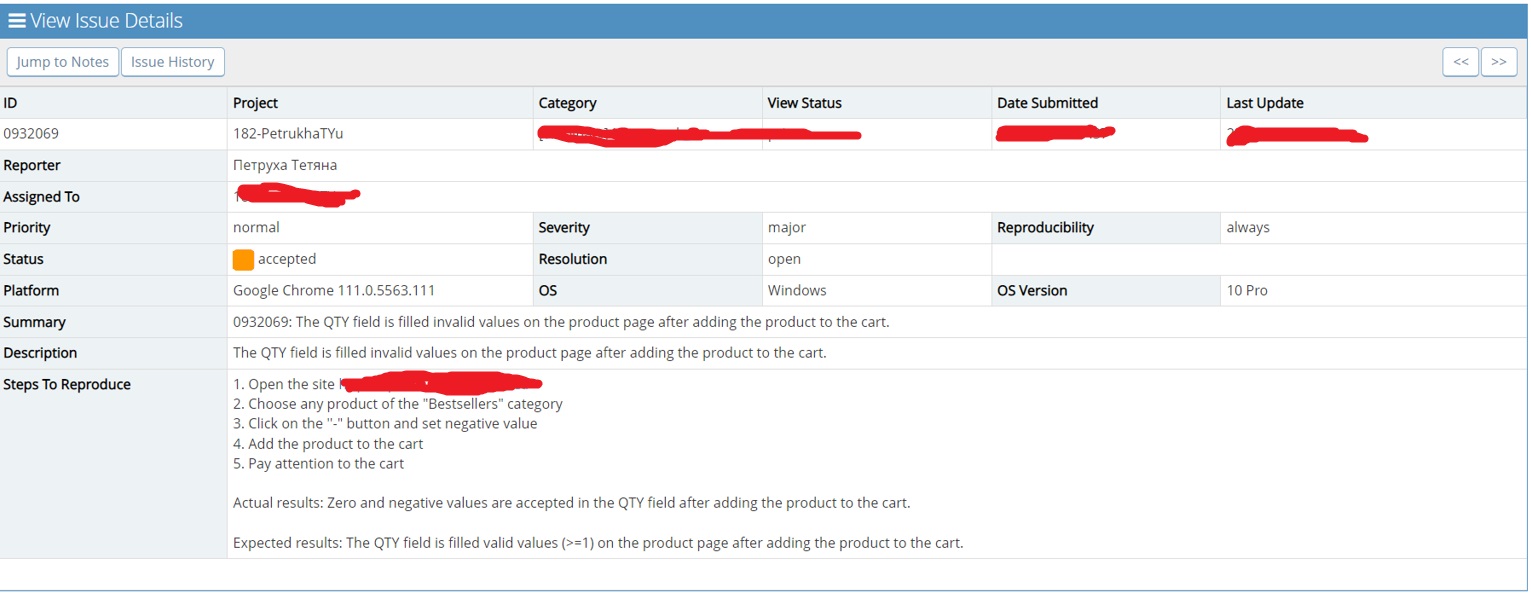 View Issue Details
Jump to Notes Issue History << >>
ID Project Category View Status Date Submitted Last Update
0932069 182-PetrukhaTYu
Reporter Петруха Тетяна
Assigned To
Priority normal Severity major Reproducibility always
Status accepted Resolution open
Platform Google Chrome 111.0.5563.111 OS Windows OS Version 10 Pro
Summary 0932069: The QTY field is filled invalid values on the product page after adding the product to the cart.
Description The QTY field is filled invalid values on the product page after adding the product to the cart.
Steps To Reproduce 1. Open the site
2. Choose any product of the "Bestsellers" category
3. Click on the "-" button and set negative value
4. Add the product to the cart
5. Pay attention to the cart
Actual results: Zero and negative values are accepted in the QTY field after adding the product to the cart.
Expected results: The QTY field is filled valid values (>=1) on the product page after adding the product to the cart.